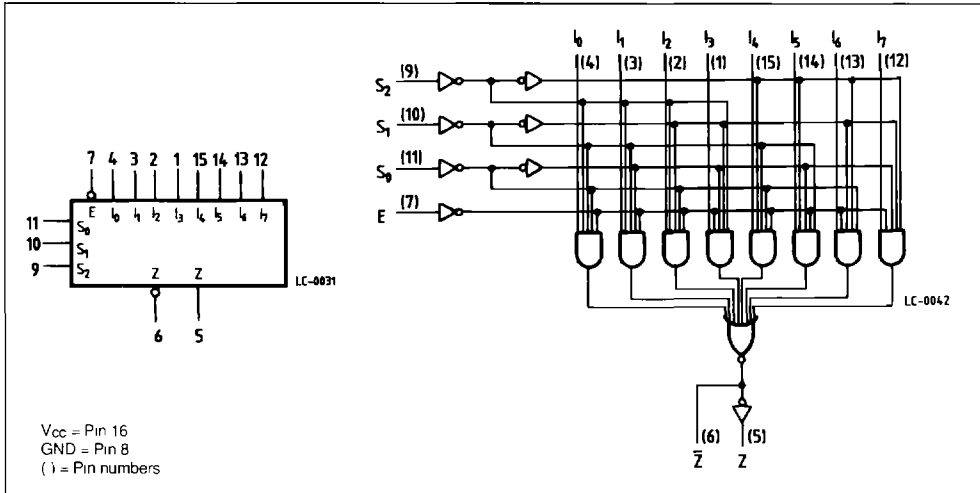 7 4 3 2 1 15 14 13 12
E I0 I1 I2 I3 I4 I5 I6 I7
11 S0
10 S1
9 S2
Z Z
LC-0031
6 5
I0 I1 I2 I3 I4 I5 I6 I7
(4) (3) (2) (1) (15) (14) (13) (12)
S2 (9)
S1 (10)
S0 (11)
E (7)
LC-0042
(6) (5)
Z̅ Z
VCC = Pin 16
GND = Pin 8
( ) = Pin numbers